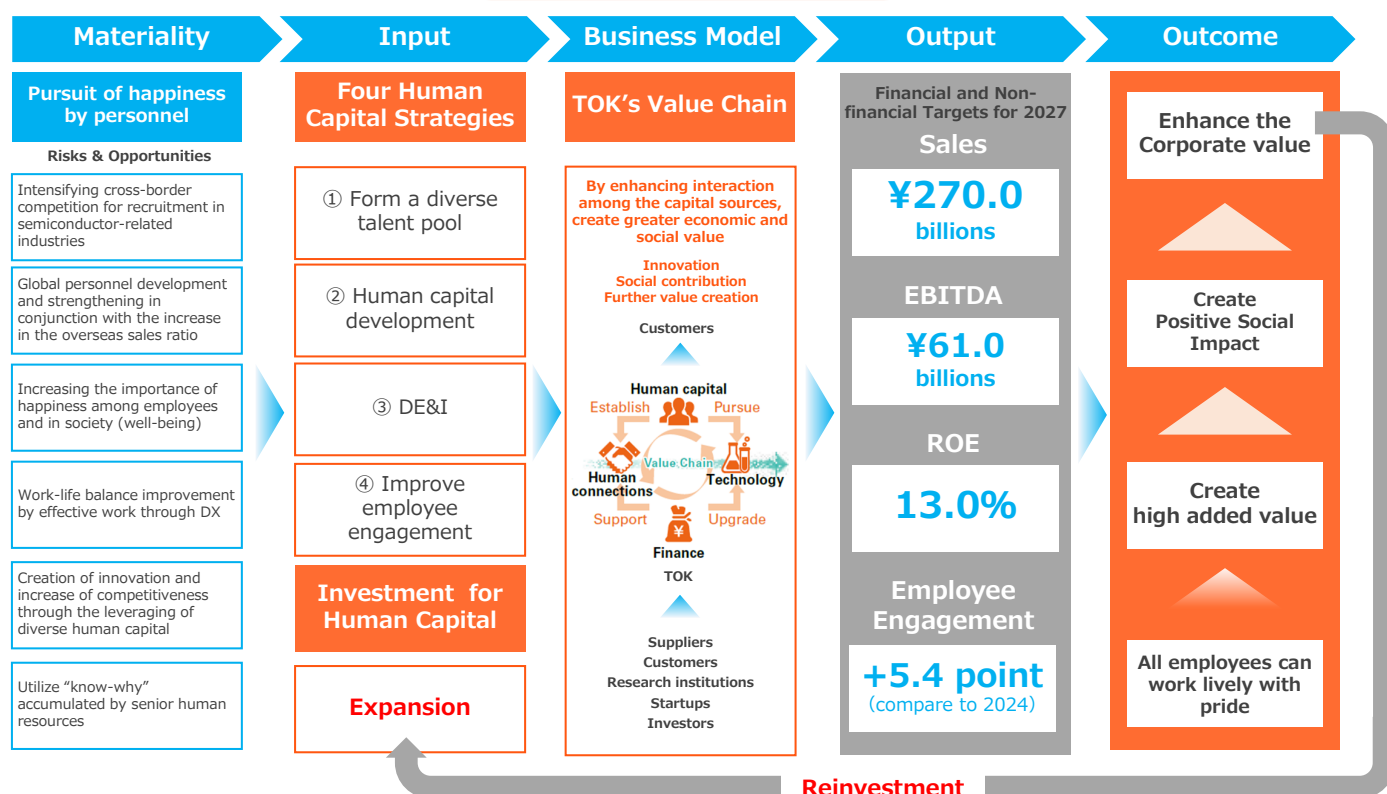 Materiality
Input
Business Model
Output
Outcome
Pursuit of happiness
by personnel
Risks & Opportunities
Intensifying cross-border
competition for recruitment in
semiconductor-related
industries
Global personnel development
and strengthening in
conjunction with the increase
in the overseas sales ratio
Increasing the importance of
happiness among employees
and in society (well-being)
Work-life balance improvement
by effective work through DX
Creation of innovation and
increase of competitiveness
through the leveraging of
diverse human capital
Utilize “know-why”
accumulated by senior human
resources
Four Human
Capital Strategies
① Form a diverse
talent pool
② Human capital
development
③ DE&I
④ Improve
employee
engagement
Investment for
Human Capital
Expansion
TOK’s Value Chain
By enhancing interaction
among the capital sources,
create greater economic and
social value
Innovation
Social contribution
Further value creation
Customers
Human capital
Establish
Pursue
Value Chain
Human
connections
Technology
Support
Upgrade
¥
Finance
TOK
Suppliers
Customers
Research institutions
Startups
Investors
Financial and Non-
financial Targets for 2027
Sales
¥270.0
billions
EBITDA
¥61.0
billions
ROE
13.0%
Employee
Engagement
+5.4 point
（compare to 2024）
Enhance the
Corporate value
Create
Positive Social
Impact
Create
high added value
All employees can
work lively with
pride
Reinvestment